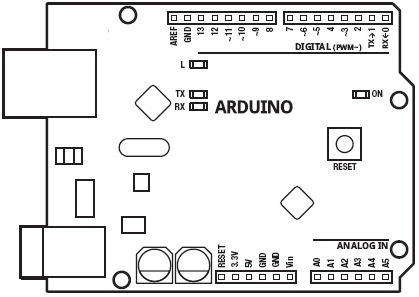 AREF
GND
13
12
~11
~10
~9
8
7
~6
~5
4
~3
2
TX→1
RX←0
DIGITAL (PWM~)
L
TX
RX
ARDUINO
ON
RESET
ANALOG IN
RESET
3.3V
5V
GND
GND
Vin
A0
A1
A2
A3
A4
A5